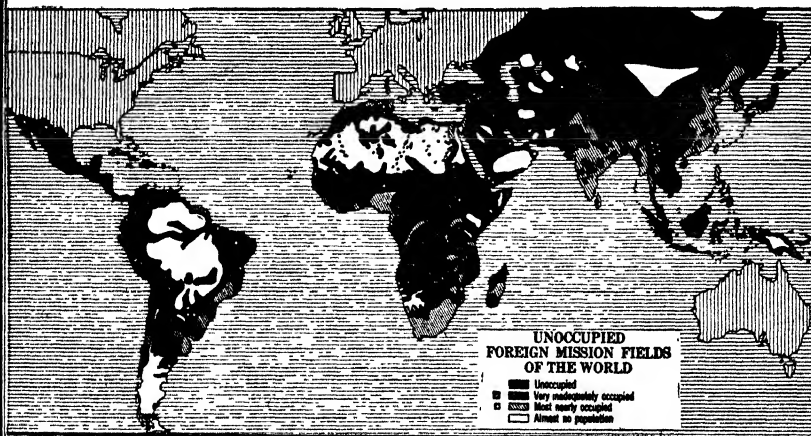 UNOCCUPIED
FOREIGN MISSION FIELDS
OF THE WORLD
Unoccupied
Very inadequately occupied
Most nearly occupied
Almost no population